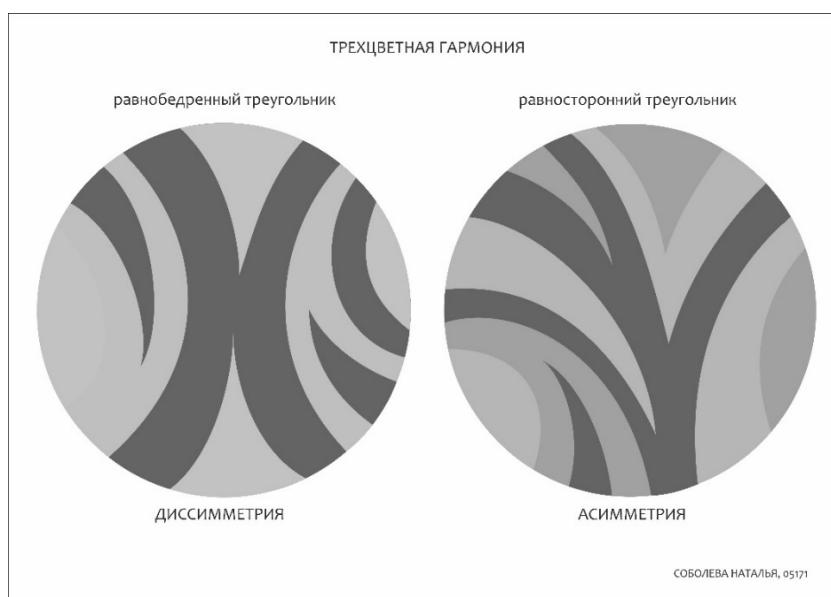 ТРЕХЦВЕТНАЯ ГАРМОНИЯ
равнобедренный треугольник
равносторонний треугольник
ДИССИММЕТРИЯ
АСИММЕТРИЯ
СОБОЛЕВА НАТАЛЬЯ, 05171